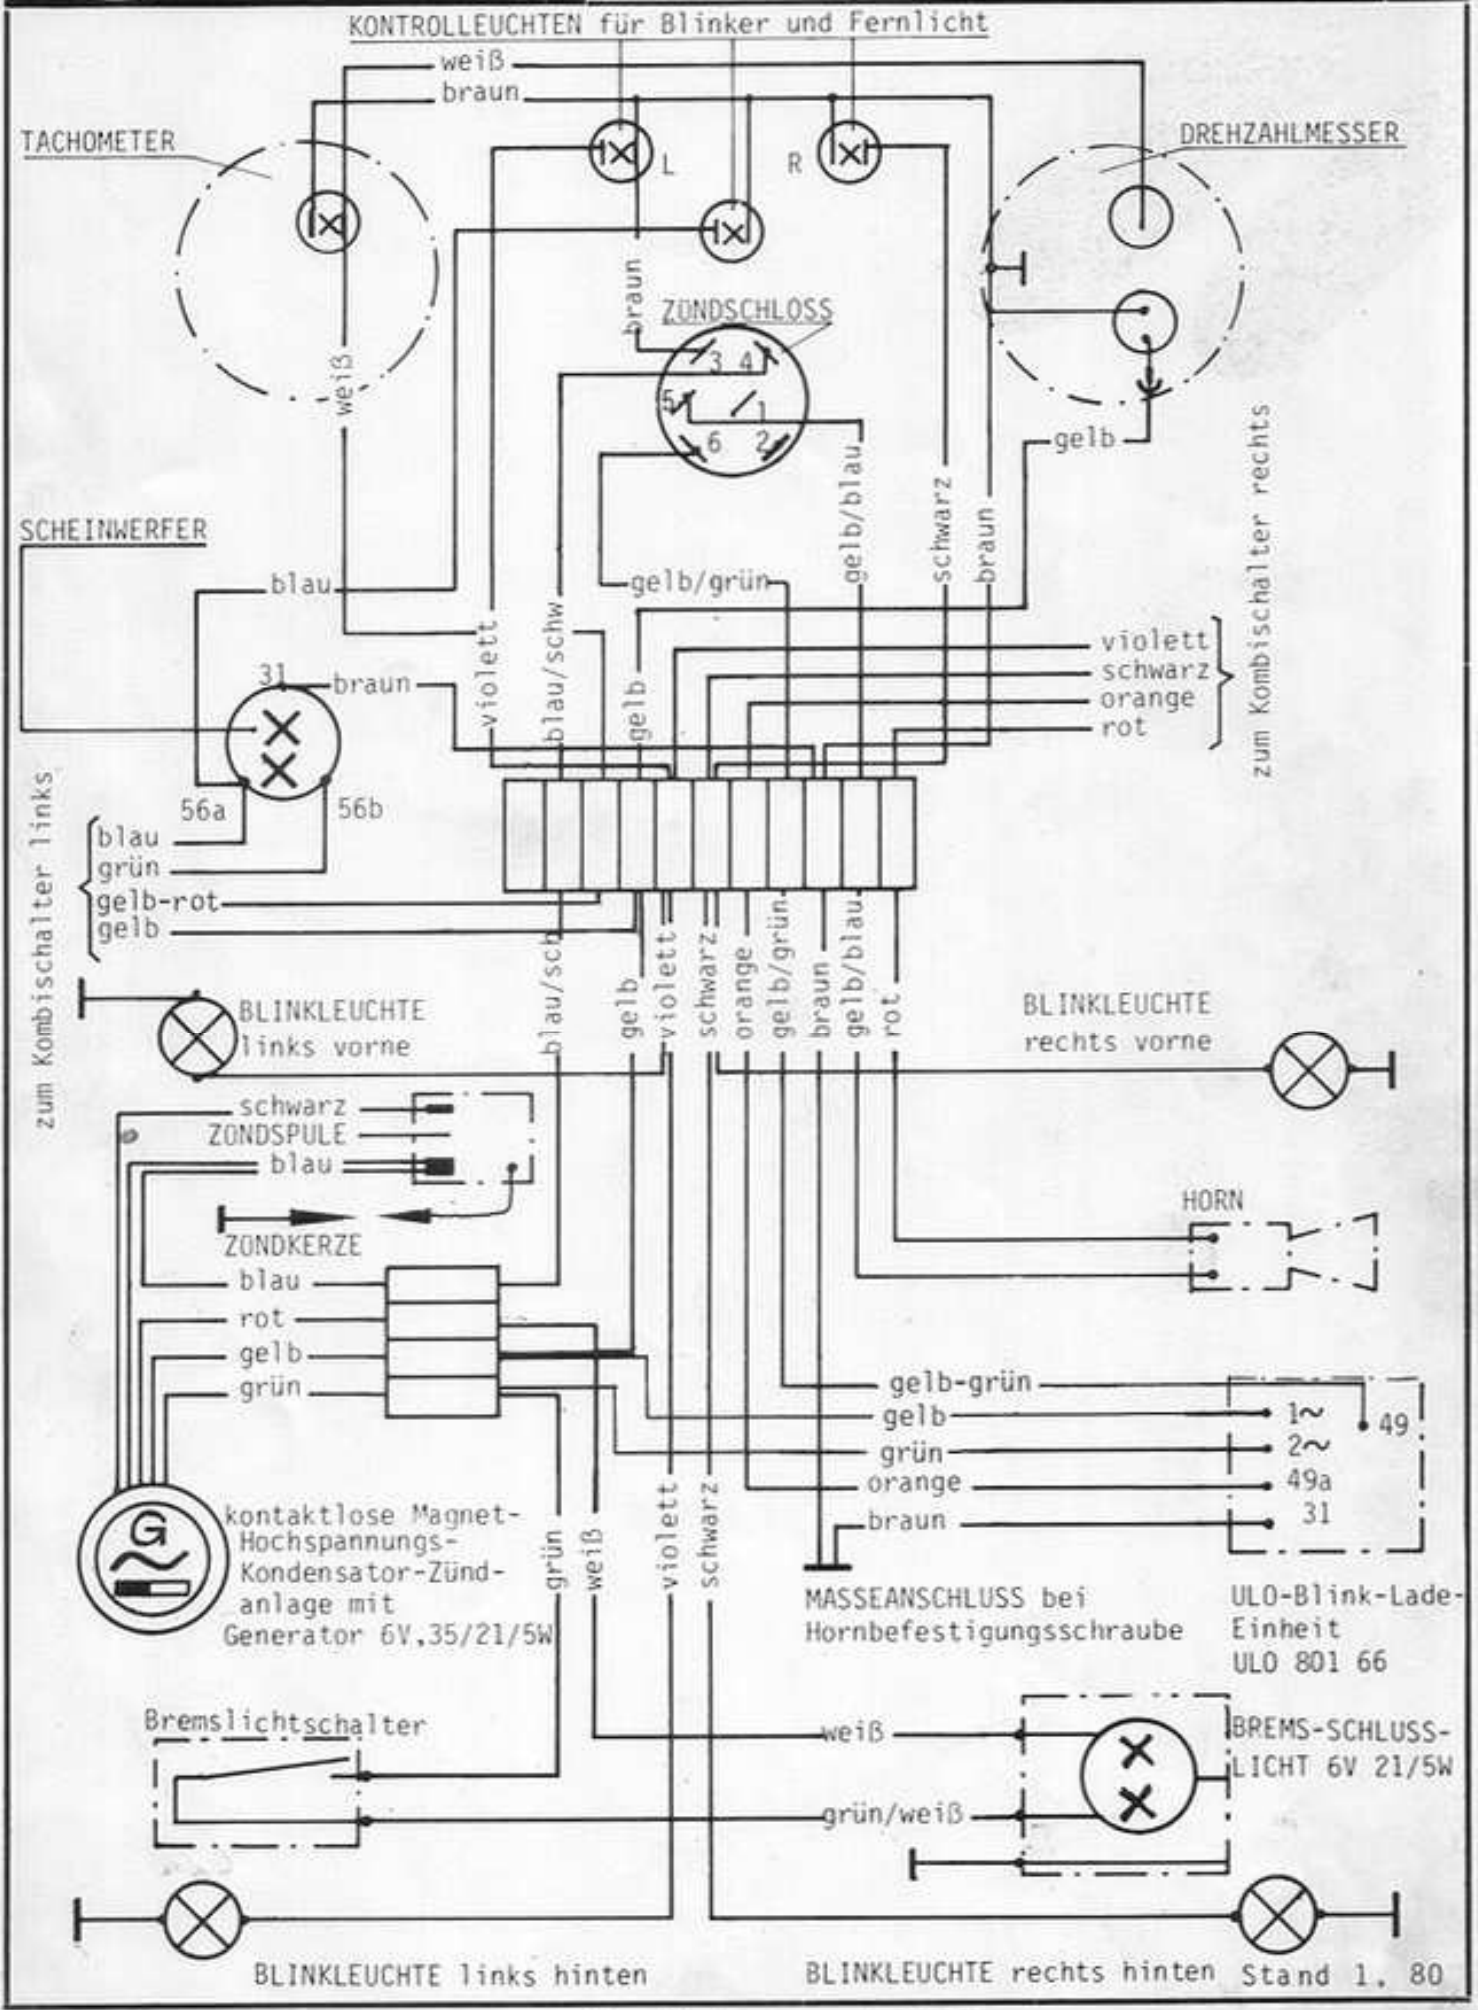 KONTROLLEUCHTEN für Blinker und Fernlicht
weiß
braun
TACHOMETER
DREHZAHLMESSER
L
R
braun
ZÜNDSCHLOSS
3 4
5 1
6 2
weiß
gelb
zum Kombischalter rechts
SCHEINWERFER
blau
gelb/grün
gelb/blau
schwarz
braun
violett
blau/schw
gelb
violett
schwarz
orange
rot
31
braun
56a
56b
zum Kombischalter links
blau
grün
gelb-rot
gelb
blau/sch
gelb
violett
schwarz
orange
gelb/grün
braun
gelb/blau
rot
BLINKLEUCHTE
links vorne
BLINKLEUCHTE
rechts vorne
schwarz
ZÜNDSPULE
blau
ZÜNDKERZE
HORN
blau
rot
gelb
grün
gelb-grün
gelb
grün
orange
braun
1~
2~
49a
31
49
G
kontaktlose Magnet-
Hochspannungs-
Kondensator-Zünd-
anlage mit
Generator 6V,35/21/5W
grün
weiß
violett
schwarz
MASSEANSCHLUSS bei
Hornbefestigungsschraube
ULO-Blink-Lade-
Einheit
ULO 801 66
Bremslichtschalter
weiß
grün/weiß
BREMS-SCHLUSS-
LICHT 6V 21/5W
BLINKLEUCHTE links hinten
BLINKLEUCHTE rechts hinten
Stand 1. 80